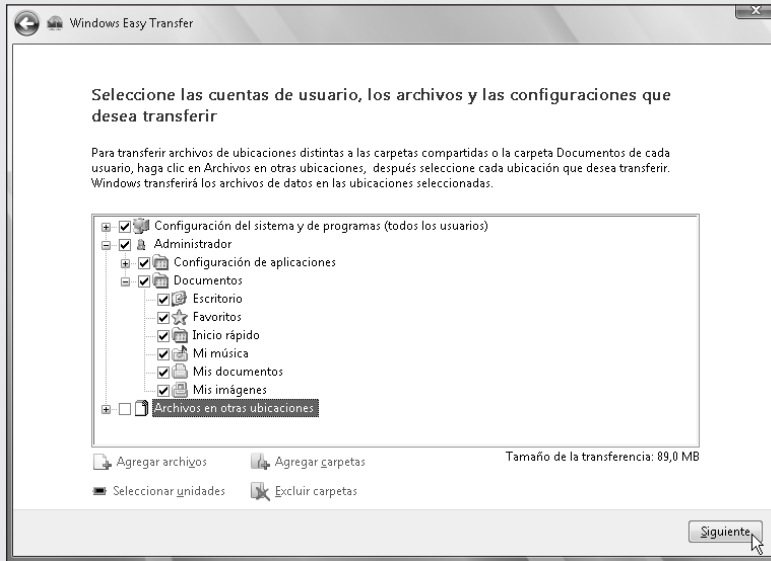 Windows Easy Transfer
Seleccione las cuentas de usuario, los archivos y las configuraciones que
desea transferir
Para transferir archivos de ubicaciones distintas a las carpetas compartidas o la carpeta Documentos de cada
usuario, haga clic en Archivos en otras ubicaciones, después seleccione cada ubicación que desea transferir.
Windows transferirá los archivos de datos en las ubicaciones seleccionadas.
Configuración del sistema y de programas (todos los usuarios)
Administrador
Configuración de aplicaciones
Documentos
Escritorio
Favoritos
Inicio rápido
Mi música
Mis documentos
Mis imágenes
Archivos en otras ubicaciones
Agregar archivos Agregar carpetas Tamaño de la transferencia: 89,0 MB
Seleccionar unidades Excluir carpetas
Siguiente